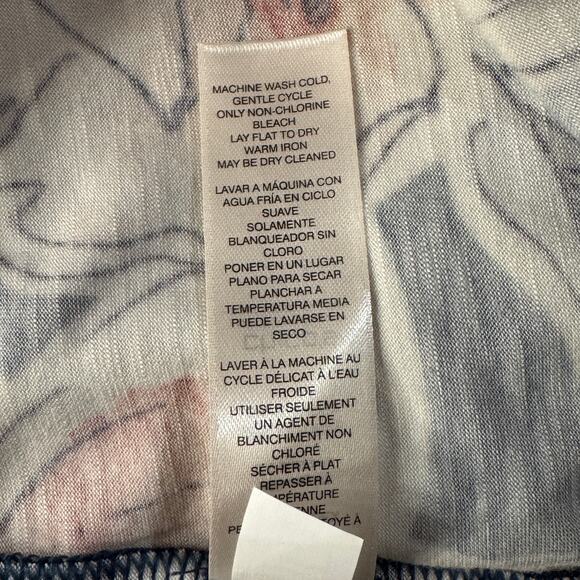 MACHINE WASH COLD,
GENTLE CYCLE
ONLY NON-CHLORINE
BLEACH
LAY FLAT TO DRY
WARM IRON
MAY BE DRY CLEANED
LAVAR A MÁQUINA CON
AGUA FRÍA EN CICLO
SUAVE
SOLAMENTE
BLANQUEADOR SIN
CLORO
PONER EN UN LUGAR
PLANO PARA SECAR
PLANCHAR A
TEMPERATURA MEDIA
PUEDE LAVARSE EN
SECO
LAVER À LA MACHINE AU
CYCLE DÉLICAT À L'EAU
FROIDE
UTILISER SEULEMENT
UN AGENT DE
BLANCHIMENT NON
CHLORÉ
SÉCHER À PLAT
REPASSER À